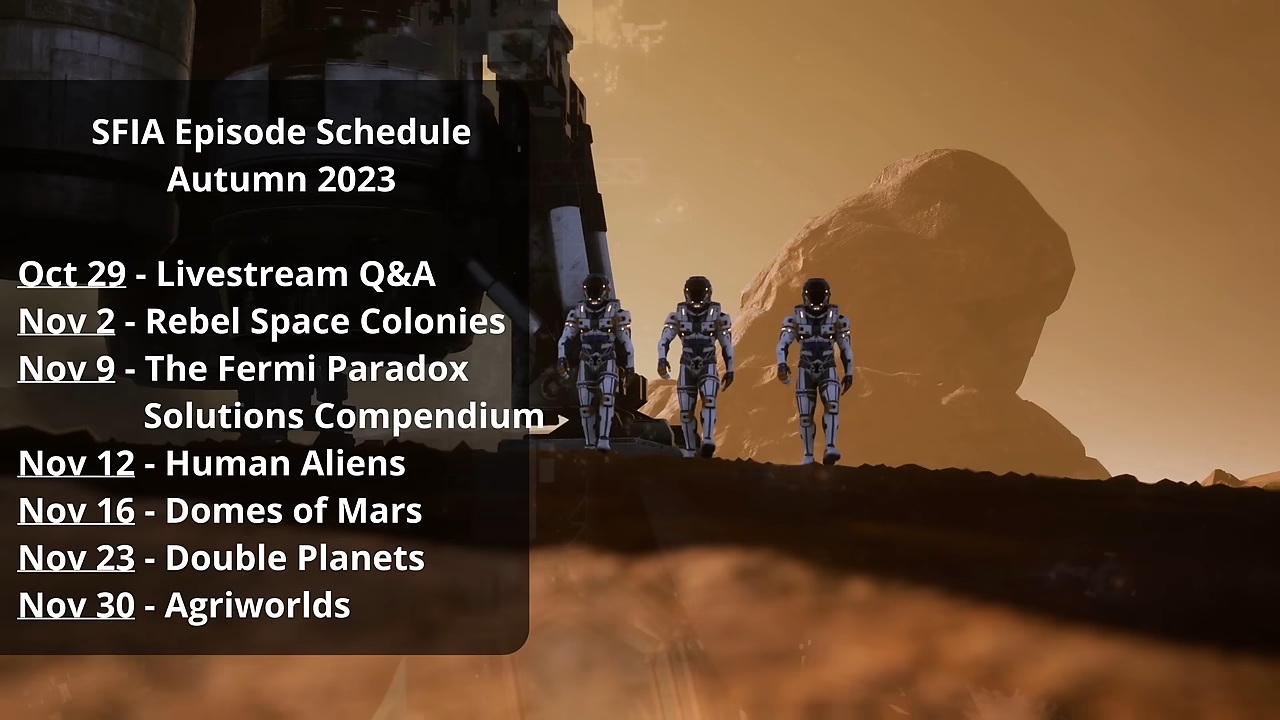 SFIA Episode Schedule
Autumn 2023
Oct 29 - Livestream Q&A
Nov 2 - Rebel Space Colonies
Nov 9 - The Fermi Paradox
Solutions Compendium
Nov 12 - Human Aliens
Nov 16 - Domes of Mars
Nov 23 - Double Planets
Nov 30 - Agriworlds